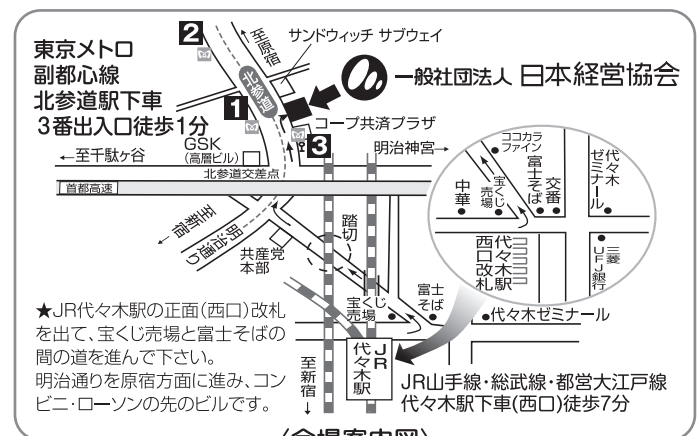 東京メトロ
副都心線
北参道駅下車
3番出入口徒歩1分
2
至原宿
サンドウィッチ サブウェイ
北参道
一般社団法人 日本経営協会
1
コープ共済プラザ
3
GSK
(高層ビル)
←至千駄ヶ谷
明治神宮→
北参道交差点
首都高速
至新宿
明治通り
共産党
本部
踏切
宝くじ
売場
富士
そば
代々木ゼミナール
ココカラ
ファイン
中華
宝くじ
売場
富士そば
交番
代々木
ゼミナール
代々木駅
西口改札
三菱
UFJ銀行
★JR代々木駅の正面(西口)改札
を出て、宝くじ売場と富士そばの
間の道を進んで下さい。
明治通りを原宿方面に進み、コン
ビニ・ローソンの先のビルです。
至新宿
↓
JR
代々木駅
JR山手線・総武線・都営大江戸線
代々木駅下車(西口)徒歩7分